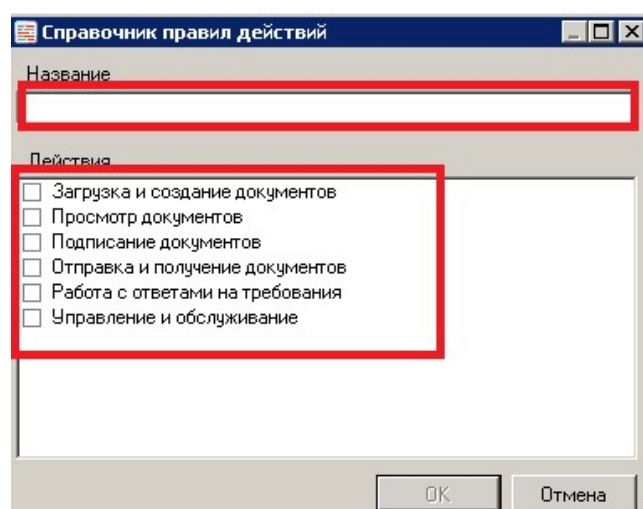 Справочник правил действий
Название
Действия
Загрузка и создание документов
Просмотр документов
Подписание документов
Отправка и получение документов
Работа с ответами на требования
Управление и обслуживание
OK
Отмена